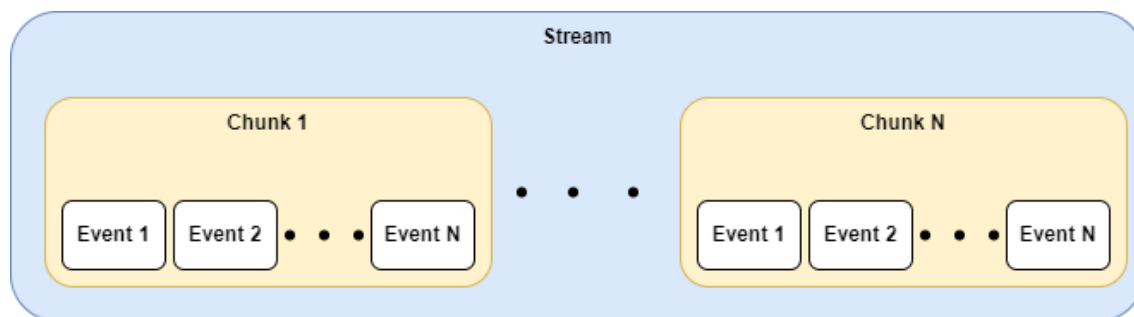 Stream
Chunk 1
Chunk N
Event 1
Event 2
Event N
Event 1
Event 2
Event N